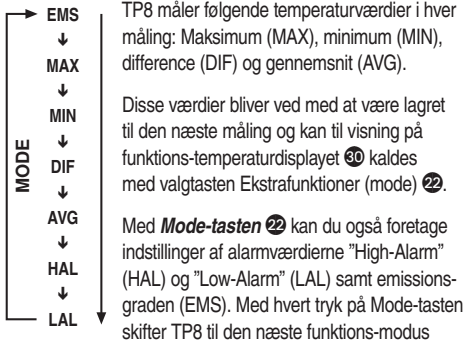 MODE
EMS
MAX
MIN
DIF
AVG
HAL
LAL
TP8 måler følgende temperaturværdier i hver
måling: Maksimum (MAX), minimum (MIN),
difference (DIF) og gennemsnit (AVG).
Disse værdier bliver ved med at være lagret
til den næste måling og kan til visning på
funktions-temperaturdisplayet 30 kaldes
med valgtasten Ekstrafunktioner (mode) 22.
Med Mode-tasten 22 kan du også foretage
indstillinger af alarmværdierne ”High-Alarm”
(HAL) og ”Low-Alarm” (LAL) samt emissions-
graden (EMS). Med hvert tryk på Mode-tasten
skifter TP8 til den næste funktions-modus